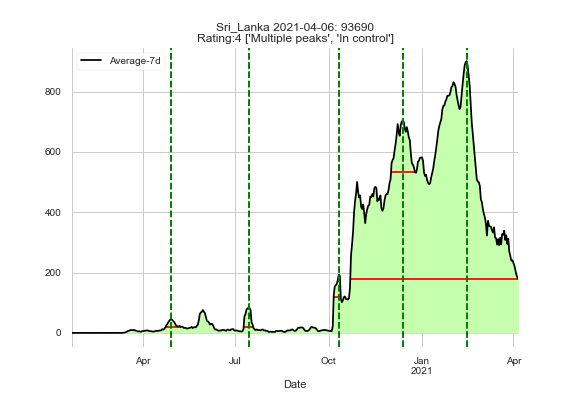 Sri_Lanka 2021-04-06: 93690
Rating:4 ['Multiple peaks', 'In control']
Average-7d
800
600
400
200
0
Apr
Jul
Oct
Jan
2021
Apr
Date